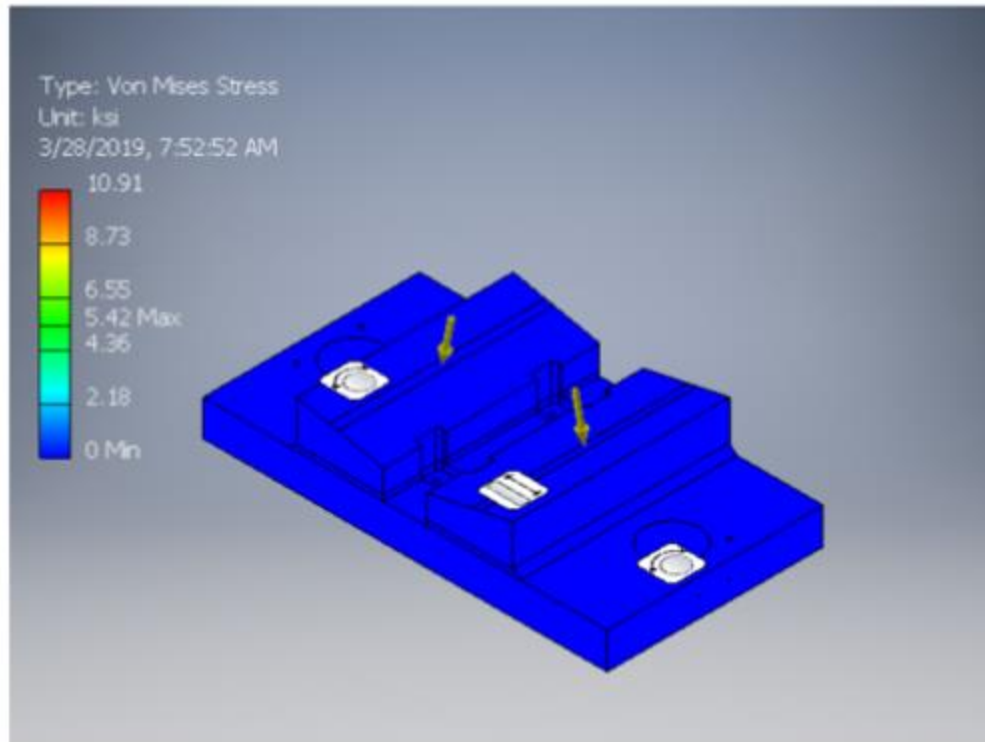 Type: Von Mises Stress
Unit: ksi
3/28/2019, 7:52:52 AM
10.91
8.73
6.55
5.42 Max
4.36
2.18
0 Min